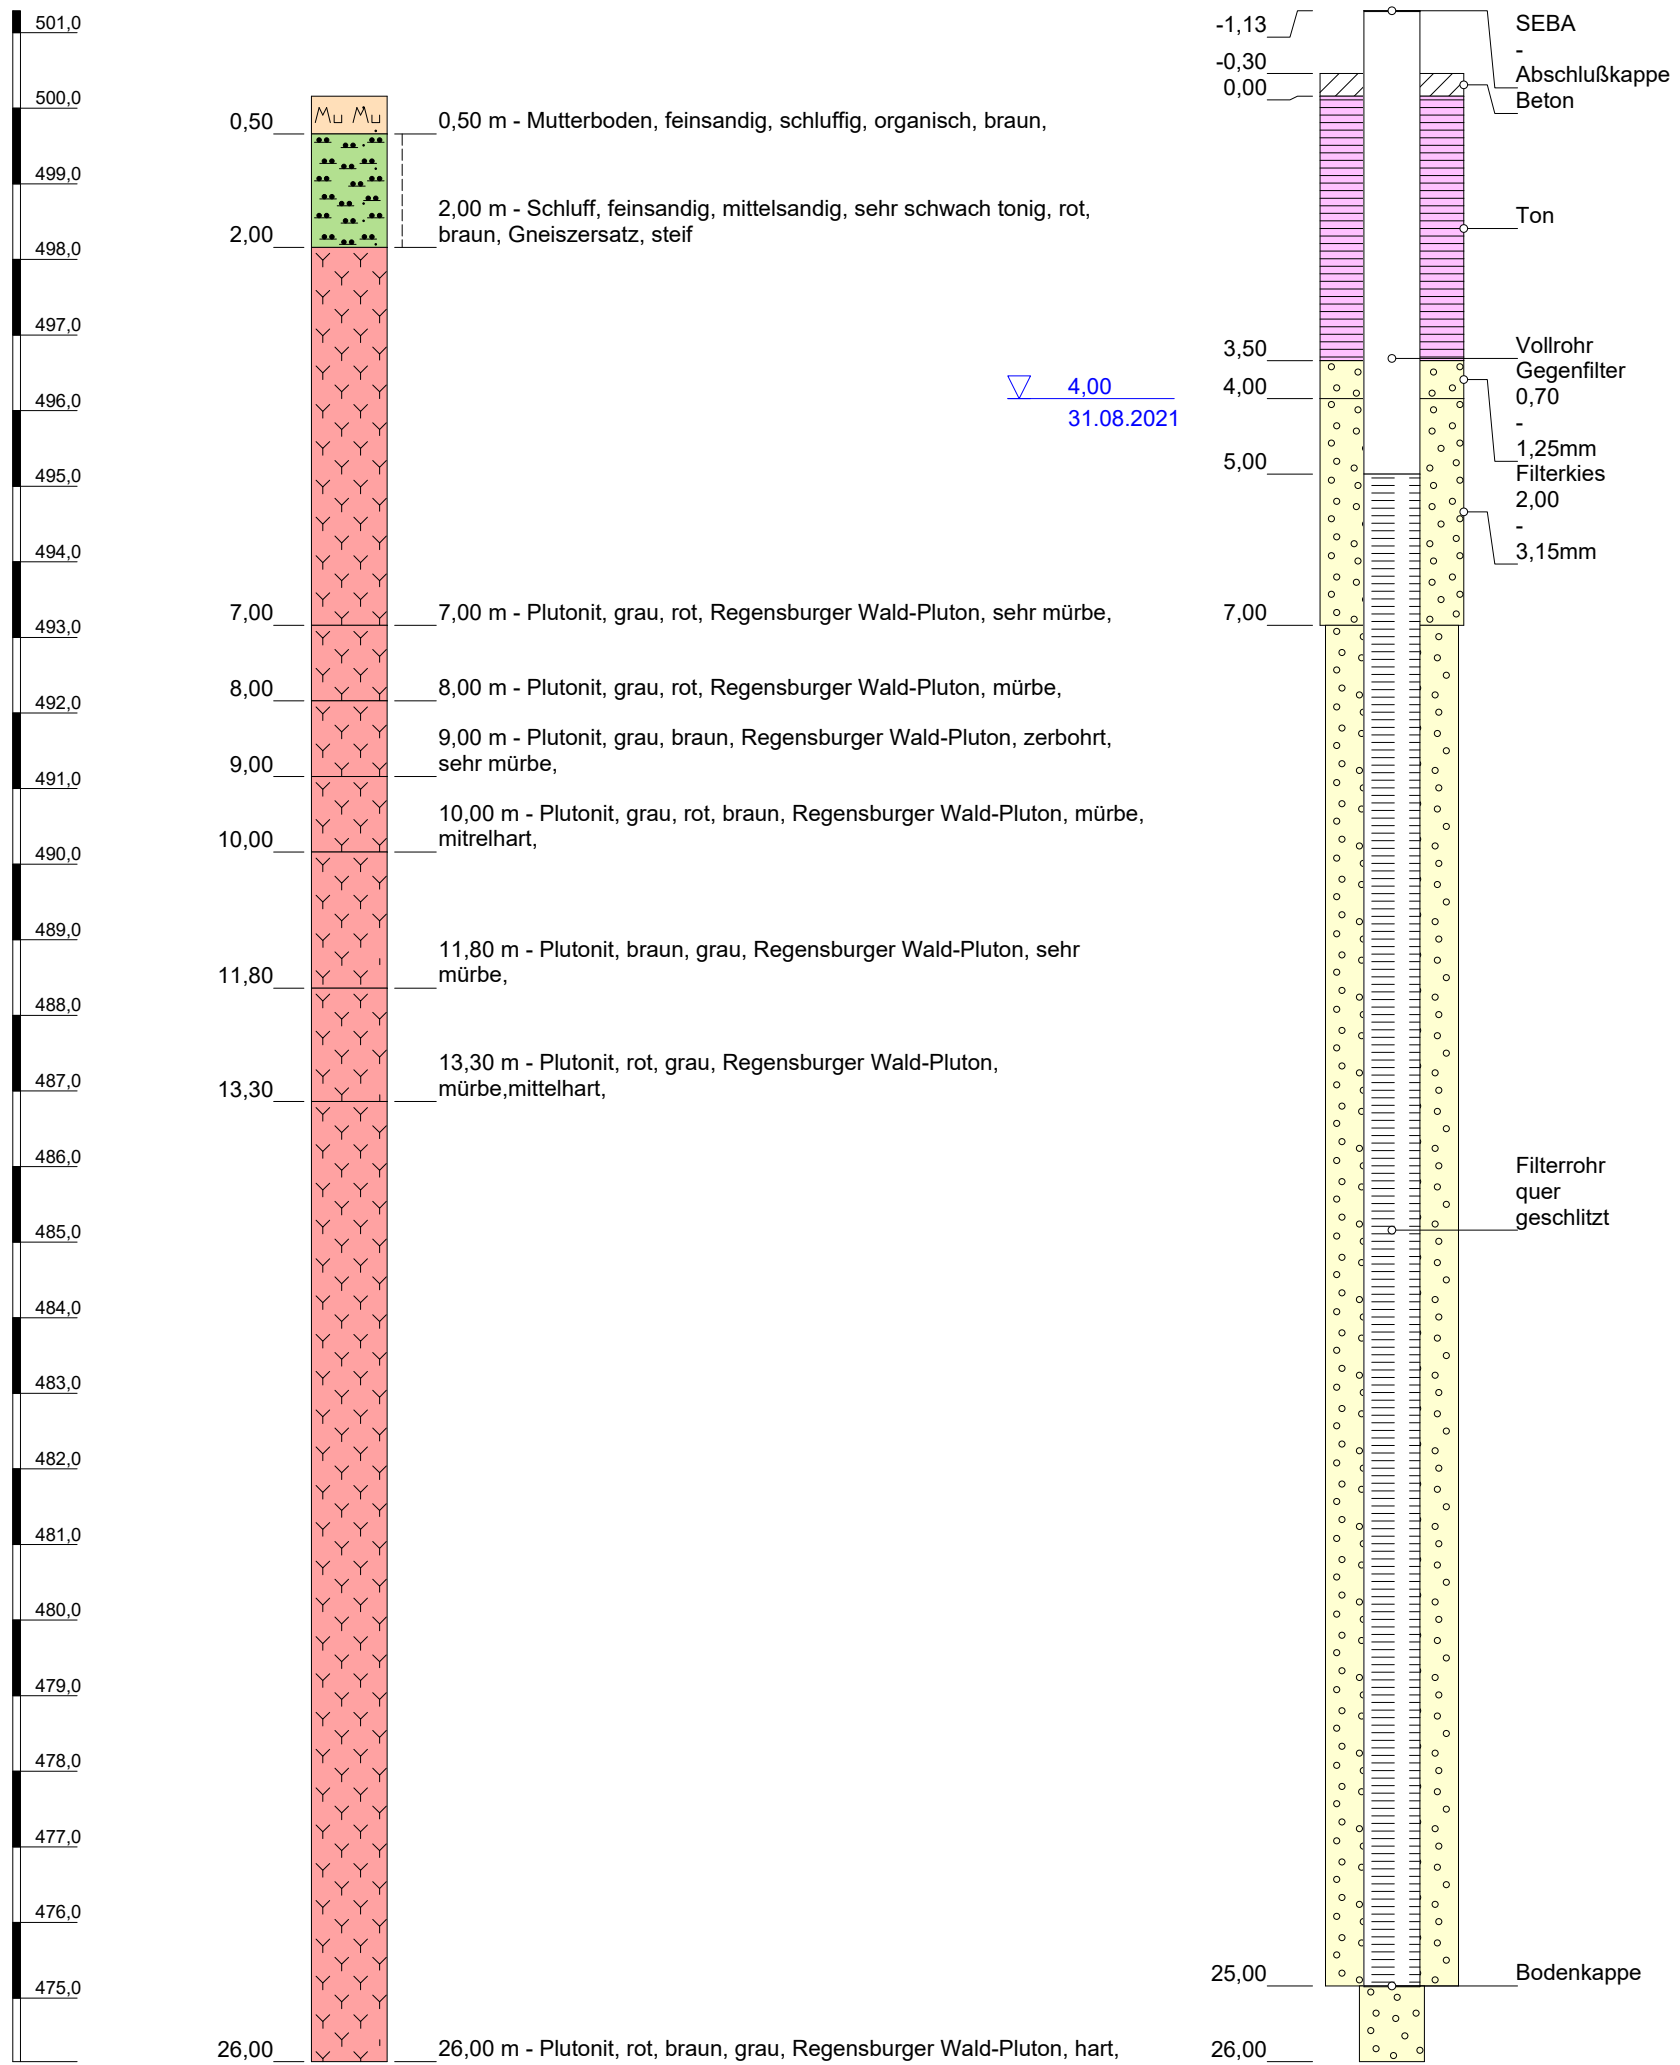 501,0
500,0
499,0
498,0
497,0
496,0
495,0
494,0
493,0
492,0
491,0
490,0
489,0
488,0
487,0
486,0
485,0
484,0
483,0
482,0
481,0
480,0
479,0
478,0
477,0
476,0
475,0
0,50
2,00
7,00
8,00
9,00
10,00
11,80
13,30
26,00
0,50 m - Mutterboden, feinsandig, schluffig, organisch, braun,
2,00 m - Schluff, feinsandig, mittelsandig, sehr schwach tonig, rot,
braun, Gneiszersatz, steif
7,00 m - Plutonit, grau, rot, Regensburger Wald-Pluton, sehr mürbe,
8,00 m - Plutonit, grau, rot, Regensburger Wald-Pluton, mürbe,
9,00 m - Plutonit, grau, braun, Regensburger Wald-Pluton, zerbohrt,
sehr mürbe,
10,00 m - Plutonit, grau, rot, braun, Regensburger Wald-Pluton, mürbe,
mitrelhart,
11,80 m - Plutonit, braun, grau, Regensburger Wald-Pluton, sehr
mürbe,
13,30 m - Plutonit, rot, grau, Regensburger Wald-Pluton,
mürbe,mittelhart,
26,00 m - Plutonit, rot, braun, grau, Regensburger Wald-Pluton, hart,
4,00
31.08.2021
-1,13
-0,30
0,00
3,50
4,00
5,00
7,00
25,00
26,00
SEBA
-
Abschlußkappe
Beton
Ton
Vollrohr
Gegenfilter
0,70
-
1,25mm
Filterkies
2,00
-
3,15mm
Filterrohr
quer
geschlitzt
Bodenkappe